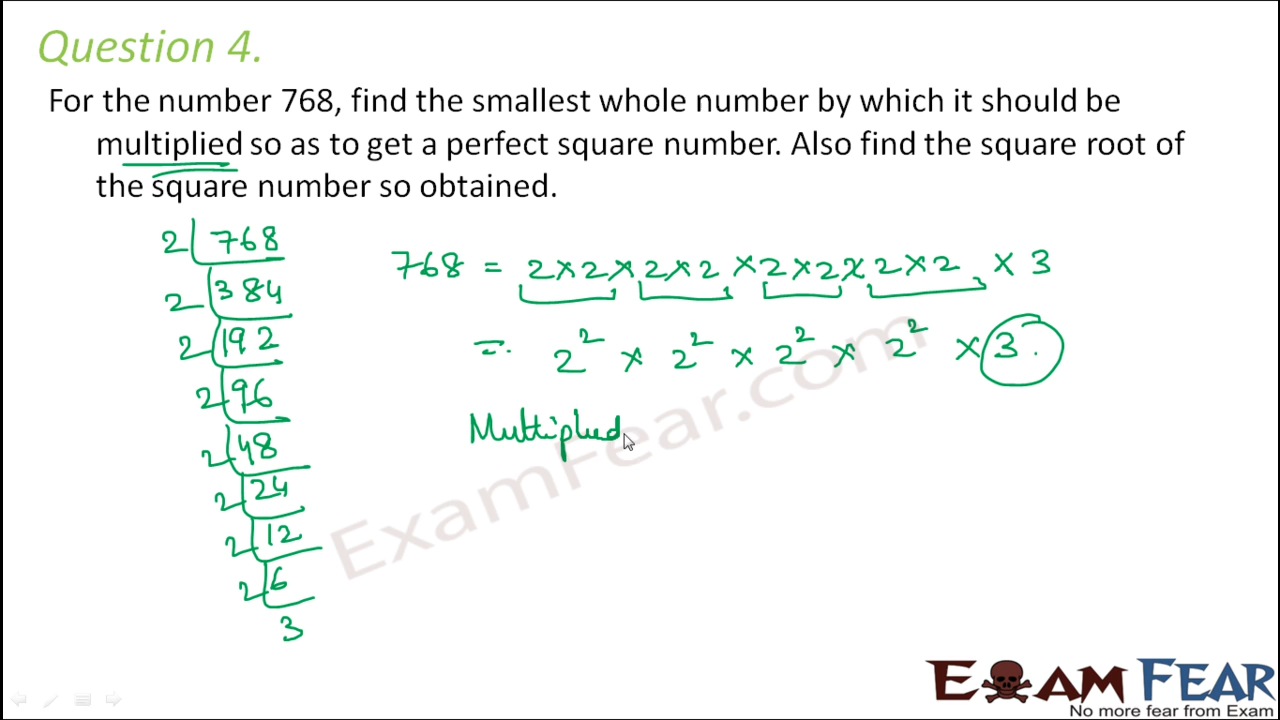 Question 4.
For the number 768, find the smallest whole number by which it should be
multiplied so as to get a perfect square number. Also find the square root of
the square number so obtained.
2 768
2 384
2 192
2 96
2 48
2 24
2 12
2 6
3
768 = 2×2×2×2×2×2×2×2×3
= 2² × 2² × 2² × 2² × 3.
Multiplied
ExamFear.com
EXAM FEAR
No more fear from Exam